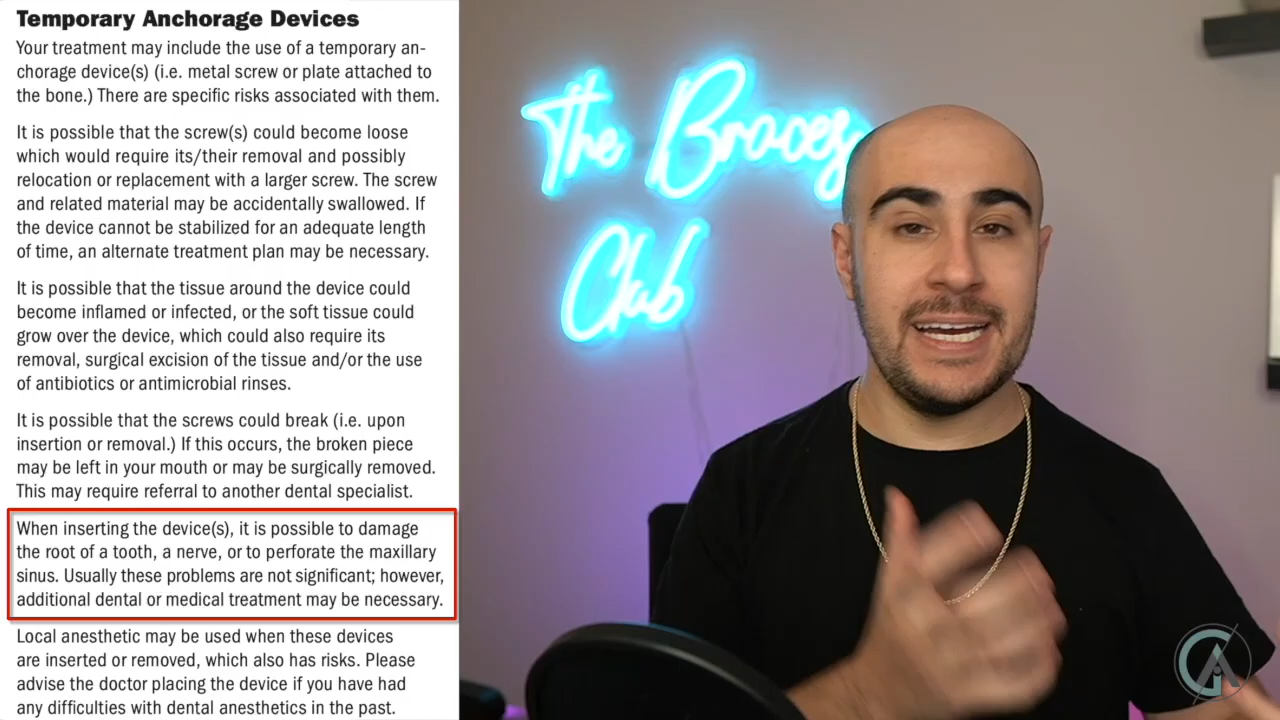 Temporary Anchorage Devices
Your treatment may include the use of a temporary an-
chorage device(s) (i.e. metal screw or plate attached to
the bone.) There are specific risks associated with them.
It is possible that the screw(s) could become loose
which would require its/their removal and possibly
relocation or replacement with a larger screw. The screw
and related material may be accidentally swallowed. If
the device cannot be stabilized for an adequate length
of time, an alternate treatment plan may be necessary.
It is possible that the tissue around the device could
become inflamed or infected, or the soft tissue could
grow over the device, which could also require its
removal, surgical excision of the tissue and/or the use
of antibiotics or antimicrobial rinses.
It is possible that the screws could break (i.e. upon
insertion or removal.) If this occurs, the broken piece
may be left in your mouth or may be surgically removed.
This may require referral to another dental specialist.
When inserting the device(s), it is possible to damage
the root of a tooth, a nerve, or to perforate the maxillary
sinus. Usually these problems are not significant; however,
additional dental or medical treatment may be necessary.
Local anesthetic may be used when these devices
are inserted or removed, which also has risks. Please
advise the doctor placing the device if you have had
any difficulties with dental anesthetics in the past.
The Braces
Club